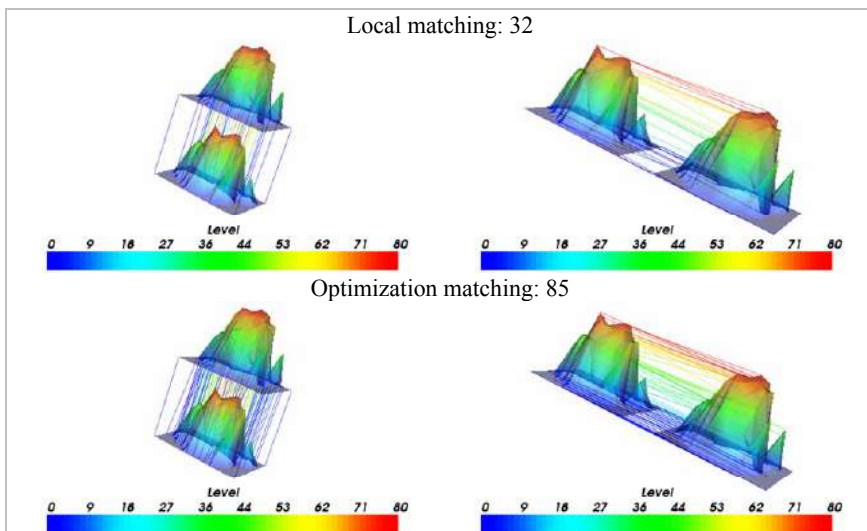 Local matching: 32
Level Level
0 9 18 27 36 44 53 62 71 80 0 9 18 27 36 44 53 62 71 80
Optimization matching: 85
Level Level
0 9 18 27 36 44 53 62 71 80 0 9 18 27 36 44 53 62 71 80